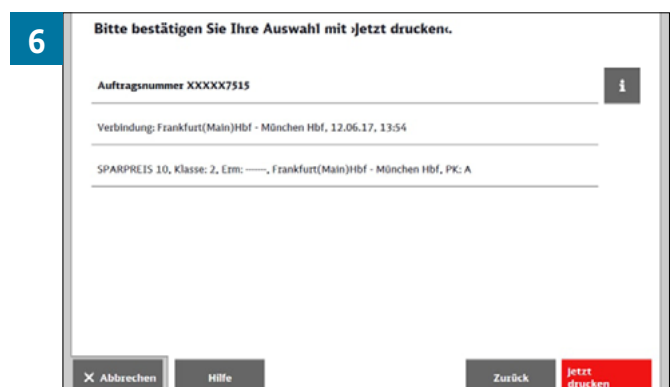 6
Bitte bestätigen Sie Ihre Auswahl mit ›Jetzt drucken‹.
Auftragsnummer XXXXX7515
i
Verbindung: Frankfurt(Main)Hbf - München Hbf, 12.06.17, 13:54
SPARPREIS 10, Klasse: 2, Erm: -----, Frankfurt(Main)Hbf - München Hbf, PK: A
X Abbrechen
Hilfe
Zurück
Jetzt
drucken